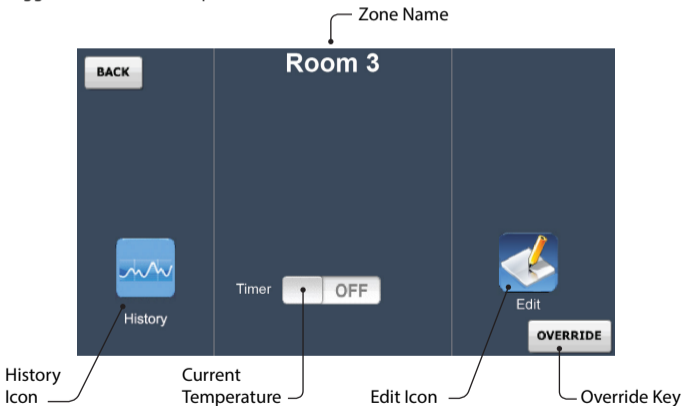 Zone Name
BACK
Room 3
Timer
OFF
History
Edit
OVERRIDE
History
Icon
Current
Temperature
Edit Icon
Override Key